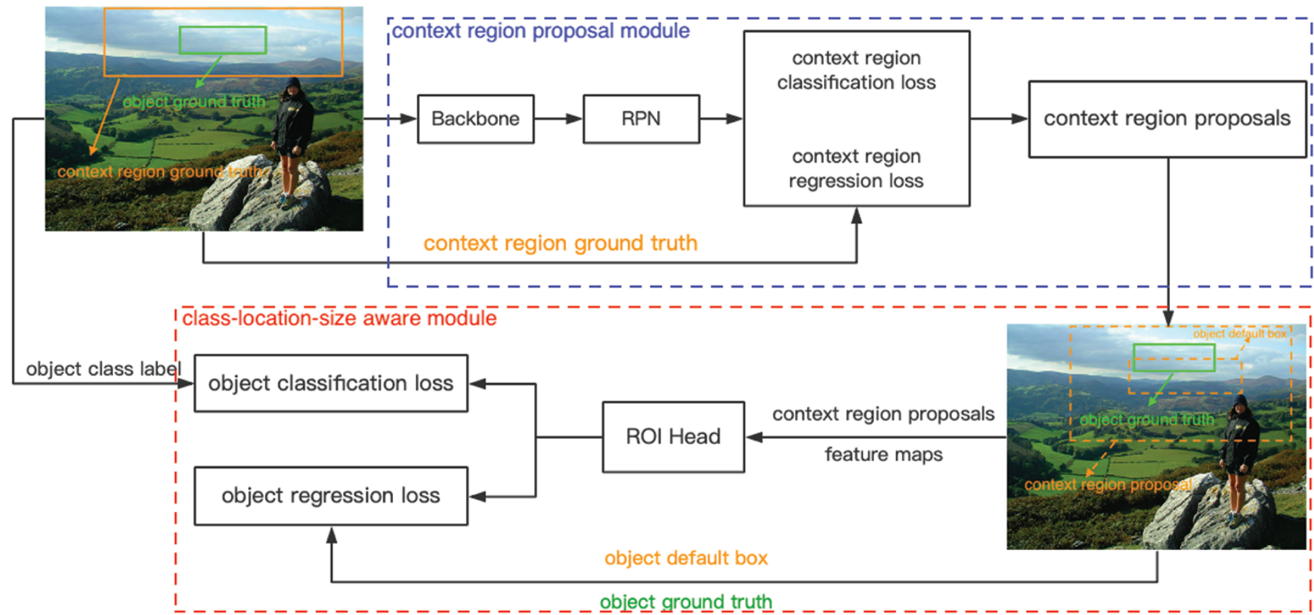 context region proposal module
object ground truth
context region ground truth
Backbone
RPN
context region
classification loss
context region
regression loss
context region proposals
context region ground truth
class-location-size aware module
object class label
object classification loss
object regression loss
ROI Head
context region proposals
feature maps
object default box
object ground truth
context region proposal
object default box
object ground truth